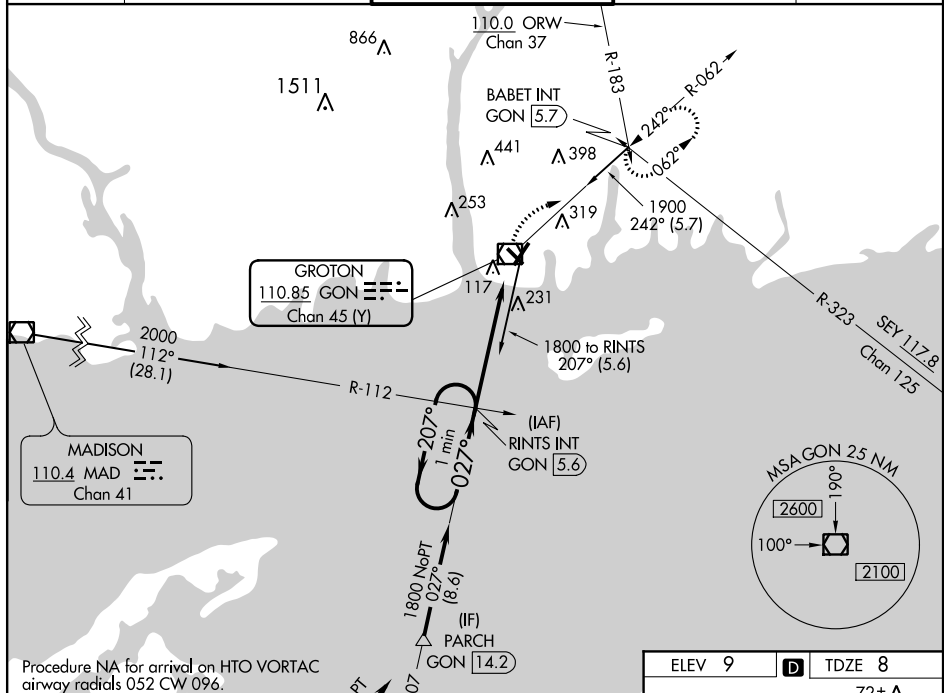 110.0 ORW
Chan 37
866
1511
R-183
R-062
BABET INT
GON 5.7
242°
062°
441
398
253
319
1900
242° (5.7)
GROTON
110.85 GON
Chan 45 (Y)
117
231
R-323
SEY 117.8
Chan 125
2000
112°
(28.1)
1800 to RINTS
207° (5.6)
R-112
(IAF)
RINTS INT
GON 5.6
207°
1 min
027°
MADISON
110.4 MAD
Chan 41
MSA GON 25 NM
190°
2600
100°
2100
1800 NoPT
027°
(8.6)
(IF)
PARCH
GON 14.2
Procedure NA for arrival on HTO VORTAC
airway radials 052 CW 096.
PT
07
ELEV 9
D
TDZE 8
72±